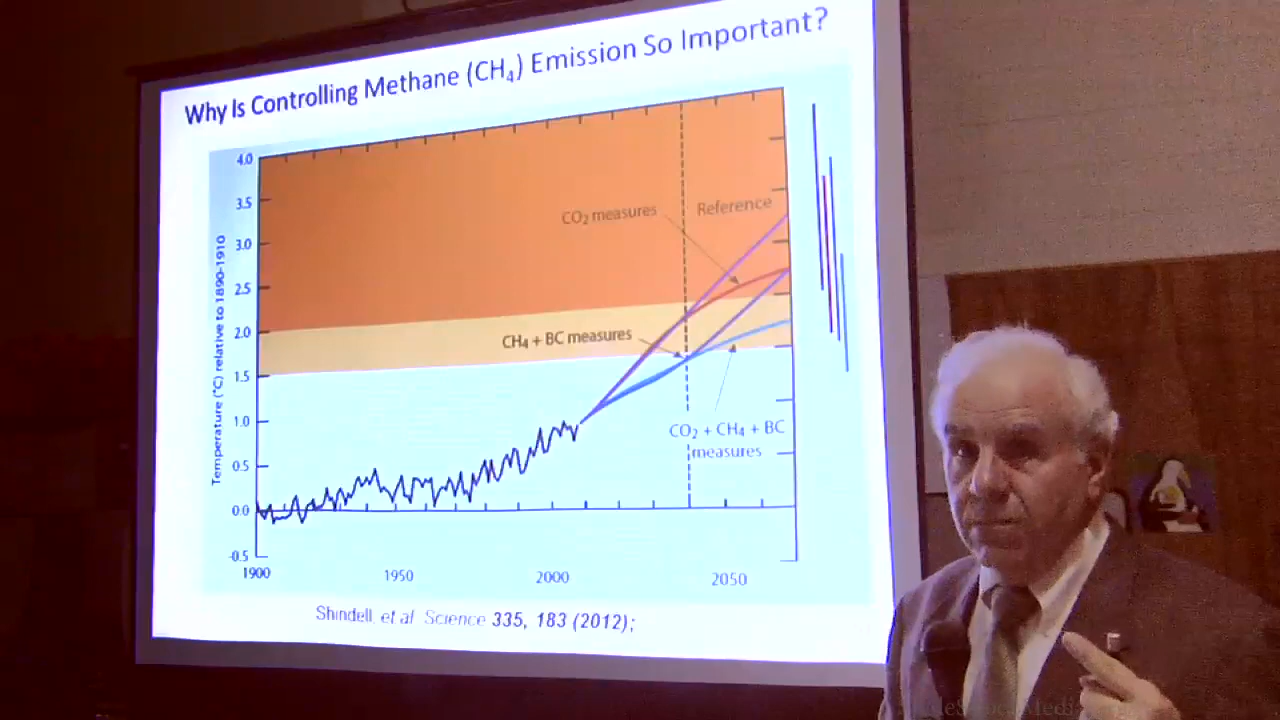 Why Is Controlling Methane (CH₄) Emission So Important?
4.0
3.5
3.0
2.5
2.0
1.5
1.0
0.5
0.0
-0.5
Temperature (°C) relative to 1890-1910
CO₂ measures
Reference
CH₄ + BC measures
CO₂ + CH₄ + BC
measures
1900
1950
2000
2050
Shindell, et al Science 335, 183 (2012);